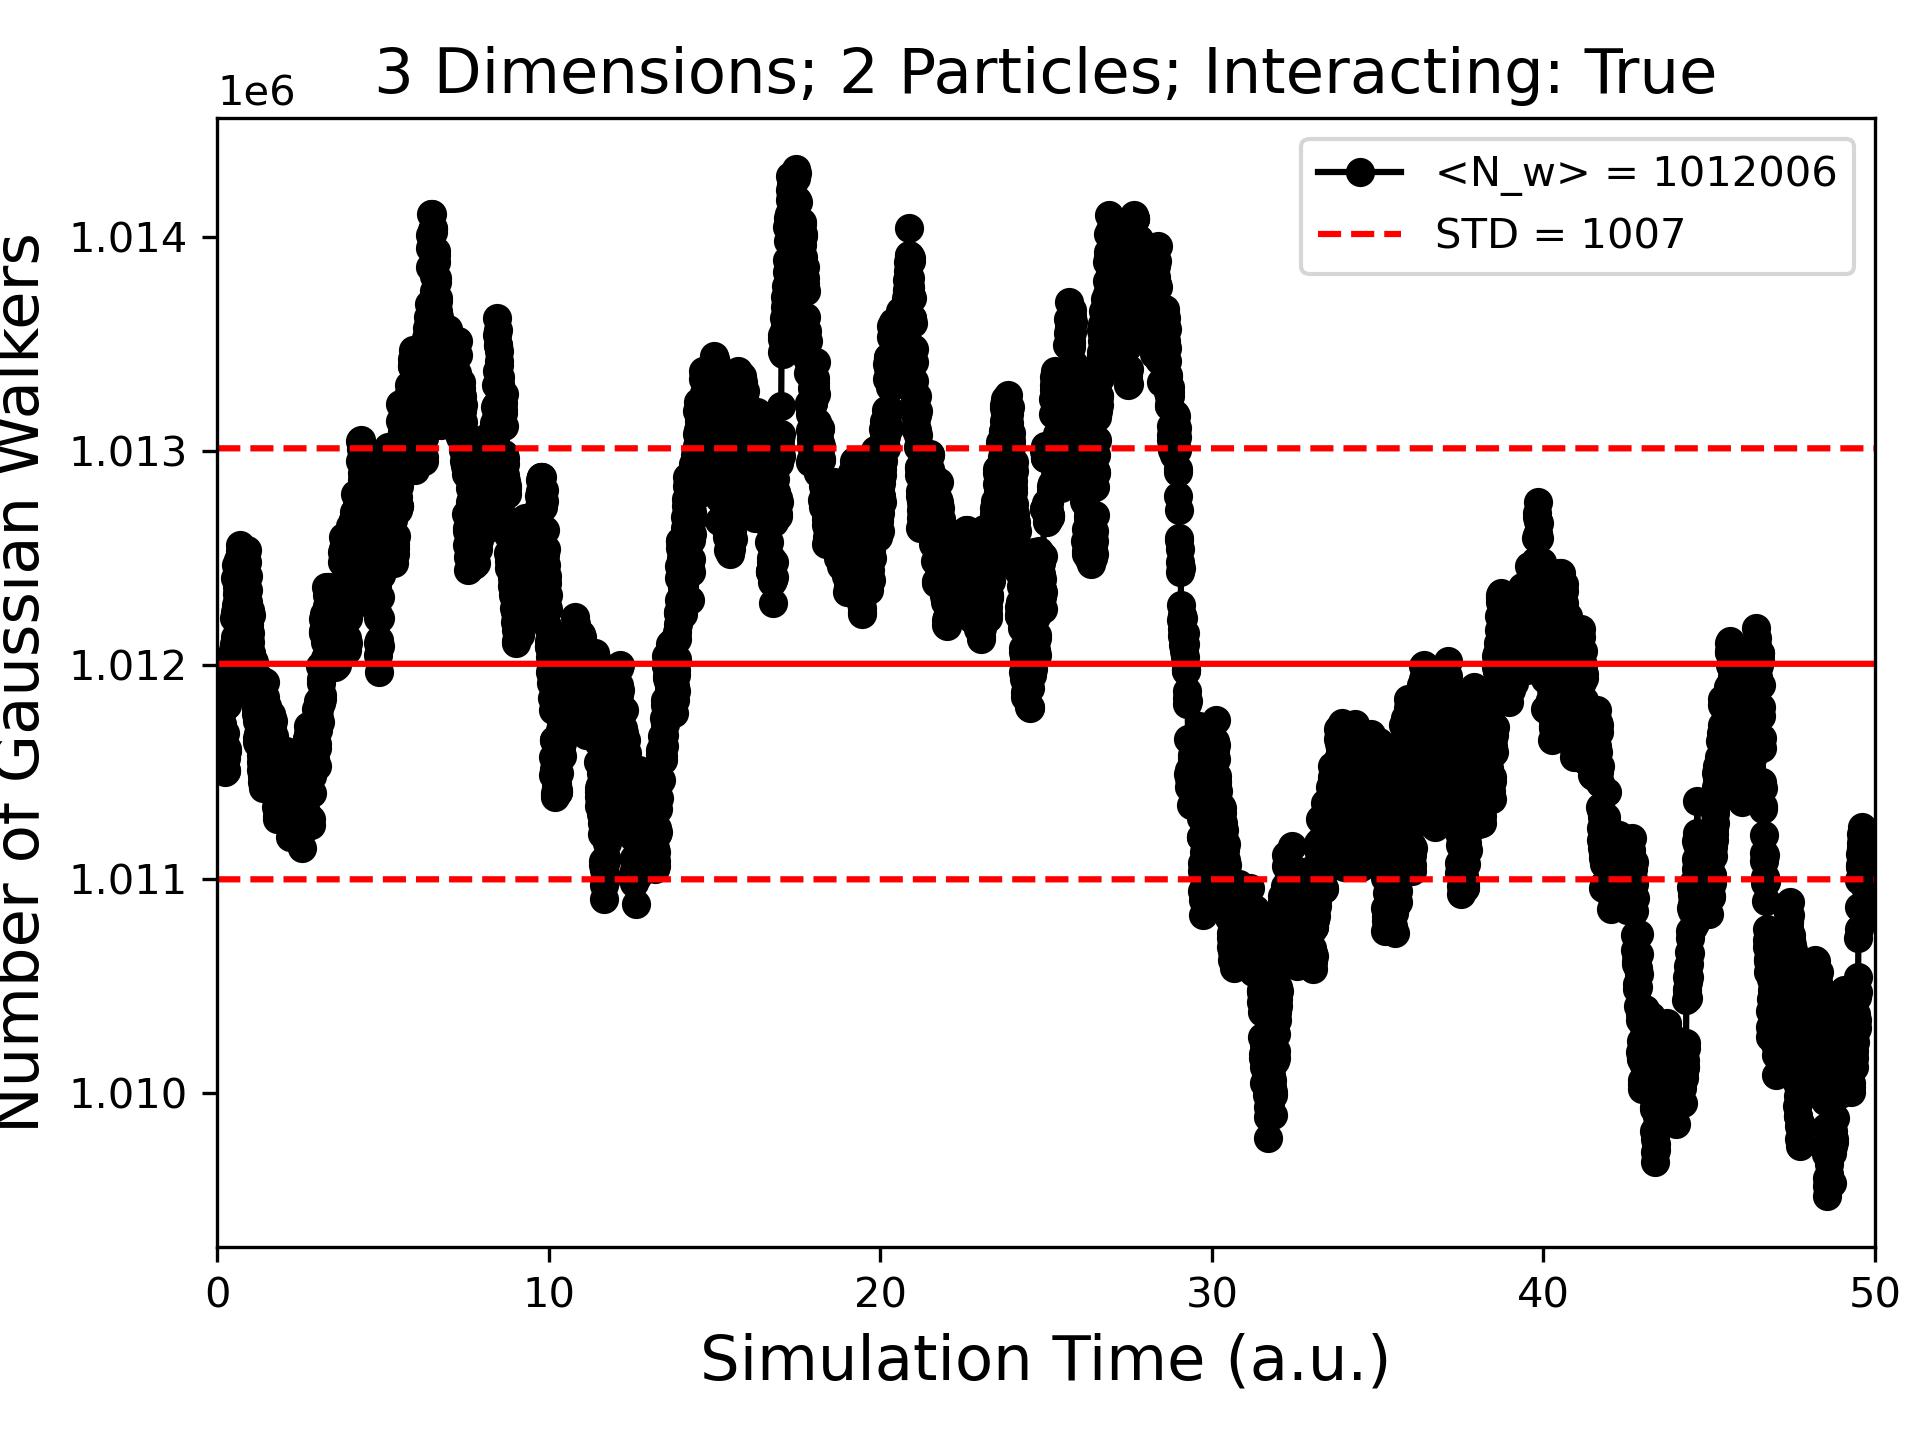 3 Dimensions; 2 Particles; Interacting: True
1e6
<N_w> = 1012006
STD = 1007
Number of Gaussian Walkers
1.014
1.013
1.012
1.011
1.010
0 10 20 30 40 50
Simulation Time (a.u.)